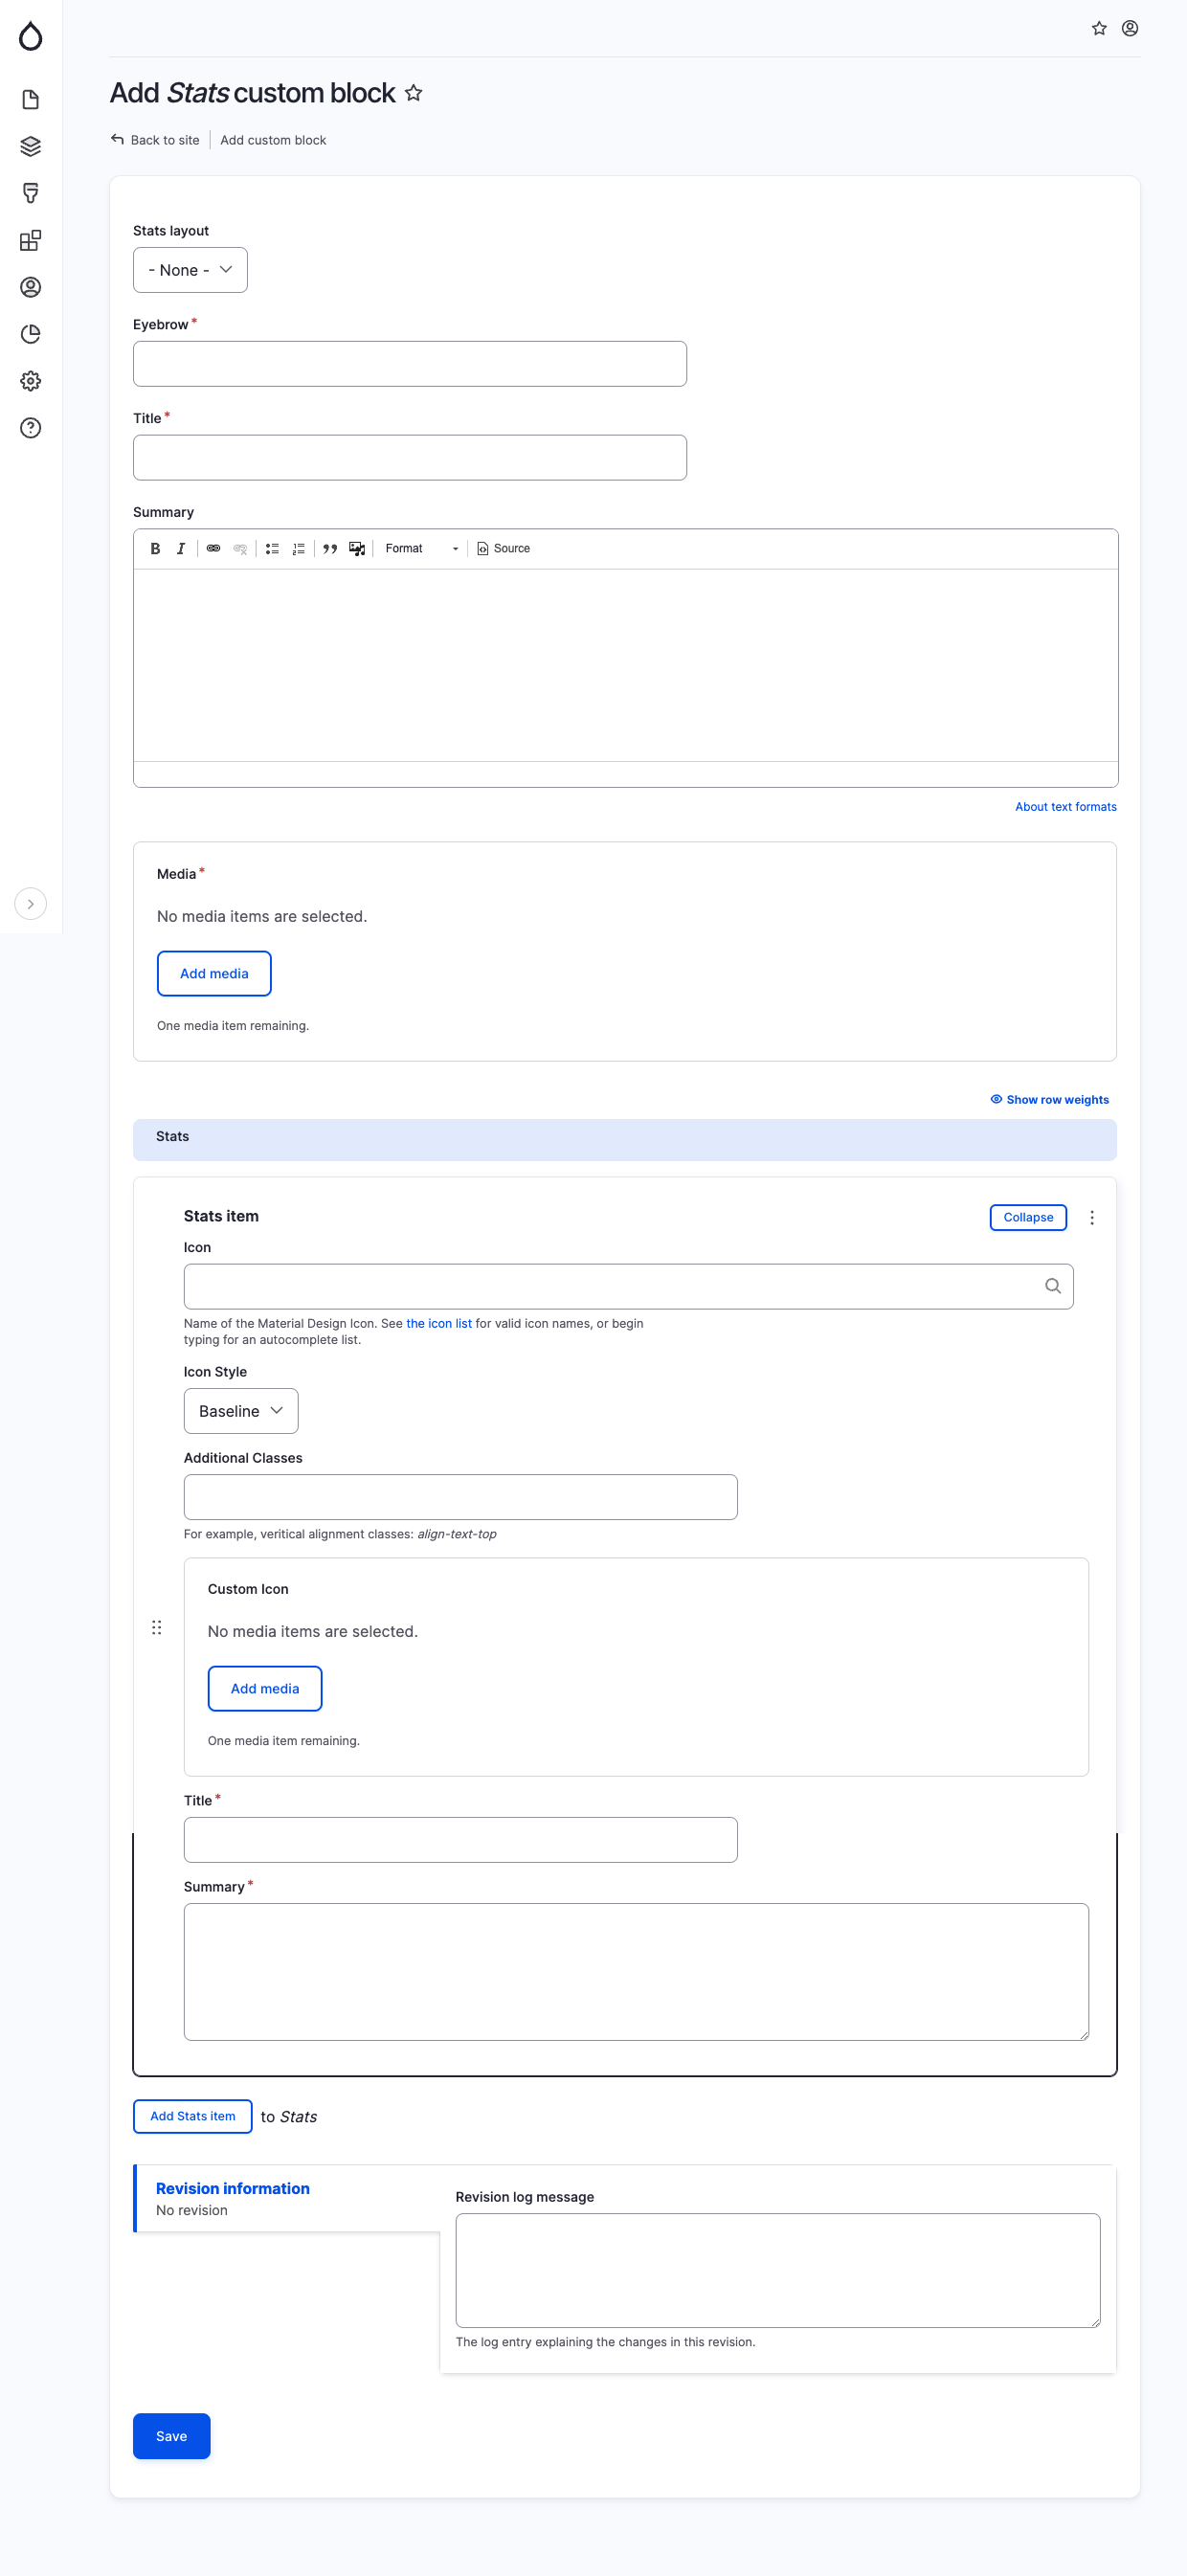 Add Stats custom block
Back to site
Add custom block
Stats layout
- None -
Eyebrow*
Title*
Summary
Format
Source
About text formats
Media*
No media items are selected.
Add media
One media item remaining.
Show row weights
Stats
Stats item
Collapse
Icon
Name of the Material Design Icon. See the icon list for valid icon names, or begin
typing for an autocomplete list.
Icon Style
Baseline
Additional Classes
For example, veritical alignment classes: align-text-top
Custom Icon
No media items are selected.
Add media
One media item remaining.
Title*
Summary*
Add Stats item to Stats
Revision information
No revision
Revision log message
The log entry explaining the changes in this revision.
Save